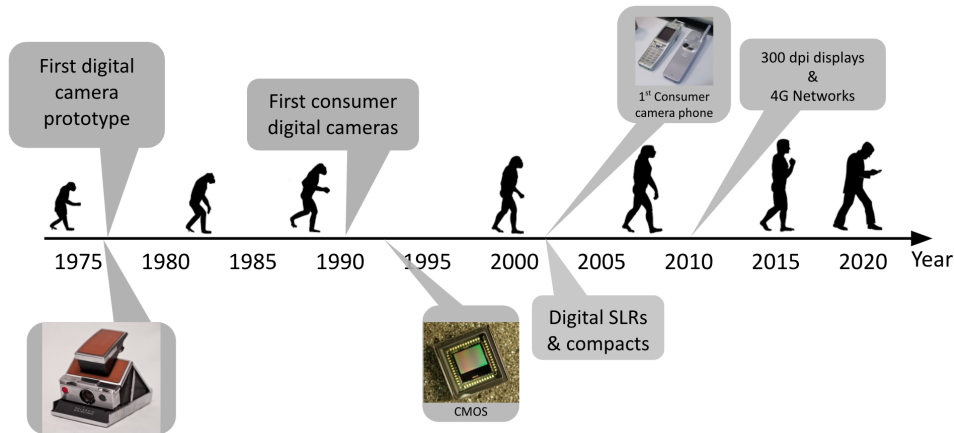 First digital
camera
prototype
First consumer
digital cameras
1st Consumer
camera phone
300 dpi displays
&
4G Networks
1975 1980 1985 1990 1995 2000 2005 2010 2015 2020 Year
Digital SLRs
& compacts
CMOS